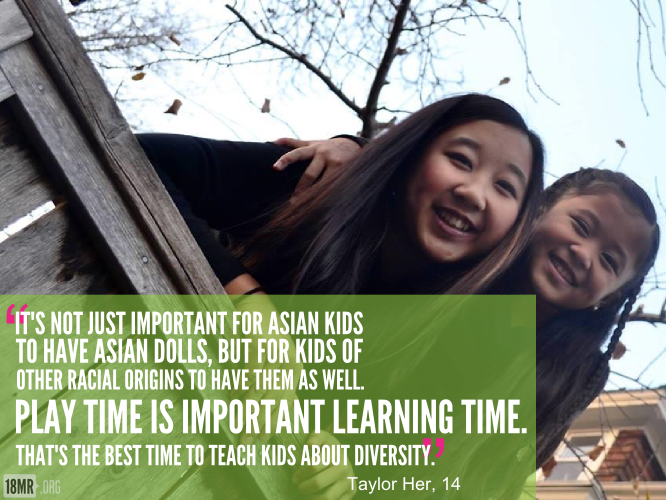 “IT'S NOT JUST IMPORTANT FOR ASIAN KIDS
TO HAVE ASIAN DOLLS, BUT FOR KIDS OF
OTHER RACIAL ORIGINS TO HAVE THEM AS WELL.
PLAY TIME IS IMPORTANT LEARNING TIME.
THAT'S THE BEST TIME TO TEACH KIDS ABOUT DIVERSITY.”
Taylor Her, 14
18MR.ORG